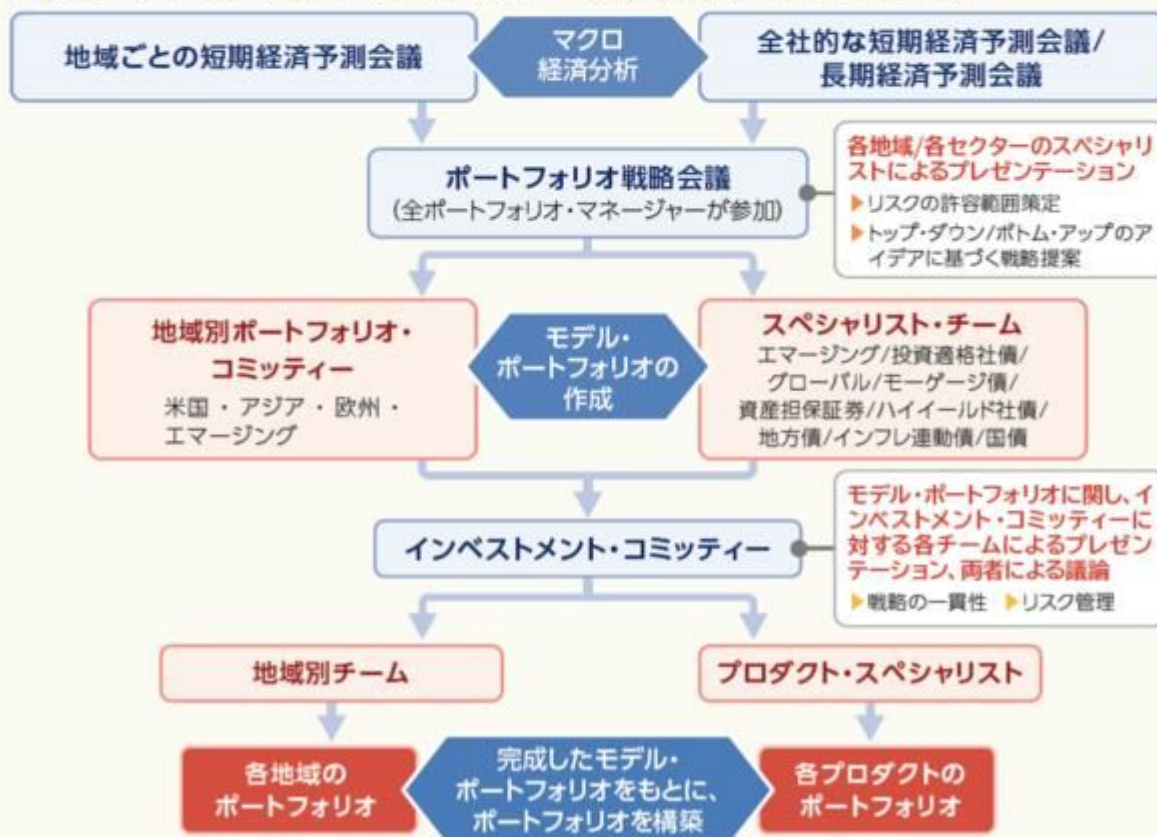 地域ごとの短期経済予測会議
マクロ
経済分析
全社的な短期経済予測会議/
長期経済予測会議
ポートフォリオ戦略会議
(全ポートフォリオ・マネージャーが参加)
各地域/各セクターのスペシャリ
ストによるプレゼンテーション
▶リスクの許容範囲策定
▶トップ・ダウン/ボトム・アップのア
イデアに基づく戦略提案
地域別ポートフォリオ・
コミッティー
米国・アジア・欧州・
エマージング
モデル・
ポートフォリオの
作成
スペシャリスト・チーム
エマージング/投資適格社債/
グローバル/モーゲージ債/
資産担保証券/ハイイールド社債/
地方債/インフレ連動債/国債
インベストメント・コミッティー
モデル・ポートフォリオに関し、イ
ンベストメント・コミッティーに
対する各チームによるプレゼン
テーション、両者による議論
▶戦略の一貫性 ▶リスク管理
地域別チーム
プロダクト・スペシャリスト
各地域の
ポートフォリオ
完成したモデル・
ポートフォリオをもとに、
ポートフォリオを構築
各プロダクトの
ポートフォリオ